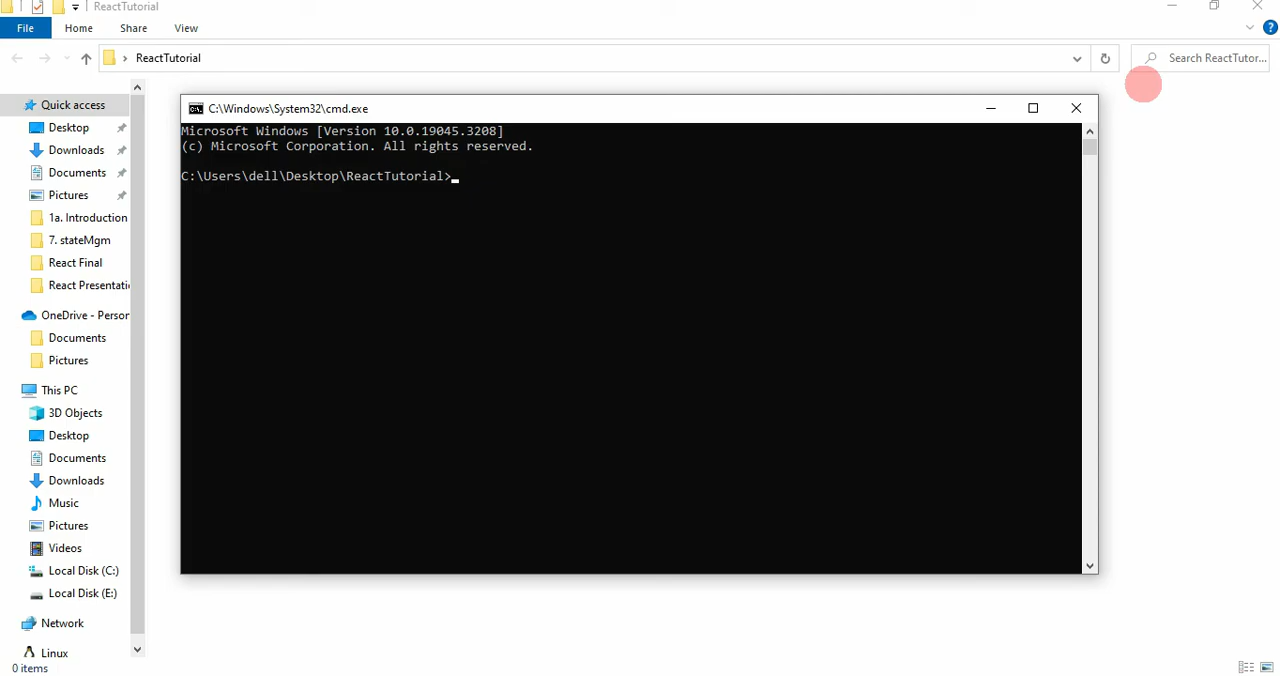 ReactTutorial
File Home Share View
ReactTutorial
Search ReactTutor...
Quick access
Desktop
Downloads
Documents
Pictures
1a. Introduction
7. stateMgm
React Final
React Presentati
OneDrive - Person
Documents
Pictures
This PC
3D Objects
Desktop
Documents
Downloads
Music
Pictures
Videos
Local Disk (C:)
Local Disk (E:)
Network
Linux
0 items
C:\Windows\System32\cmd.exe
Microsoft Windows [Version 10.0.19045.3208]
(c) Microsoft Corporation. All rights reserved.
C:\Users\dell\Desktop\ReactTutorial>